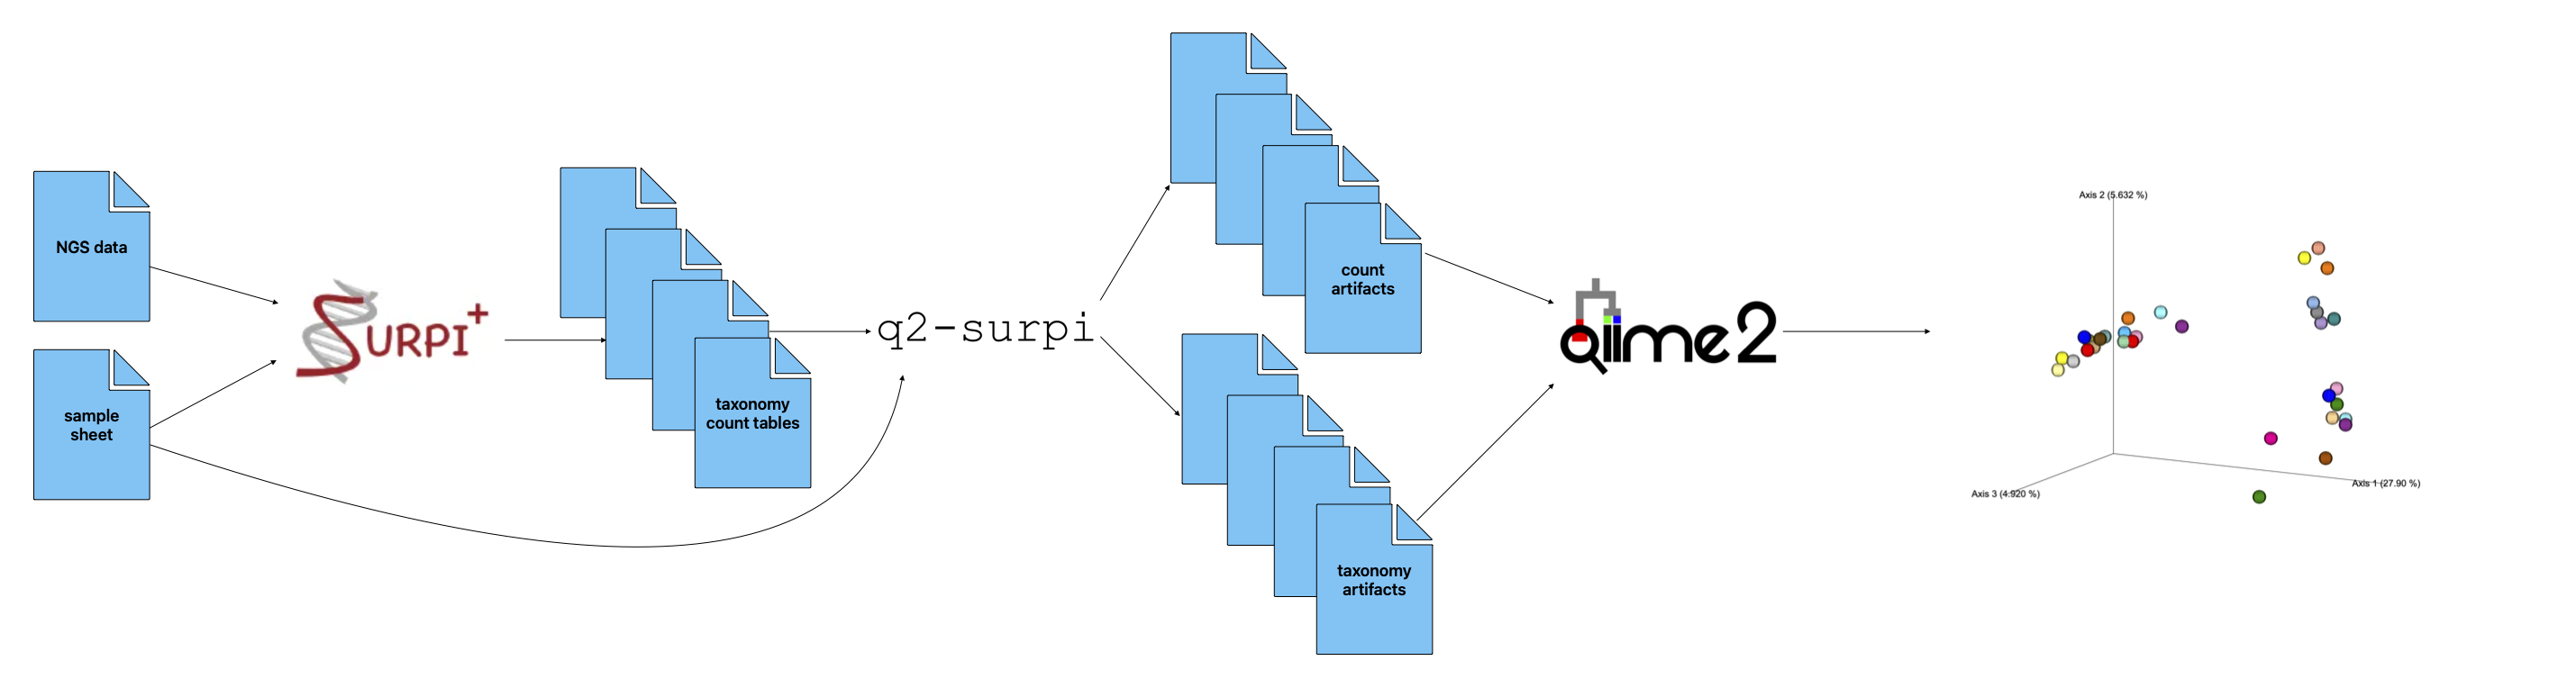 NGS data
sample
sheet
SURPI+
taxonomy
count tables
q2-surpi
count
artifacts
taxonomy
artifacts
qiime2
Axis 2 (5.632 %)
Axis 3 (4.920 %)
Axis 1 (27.90 %)